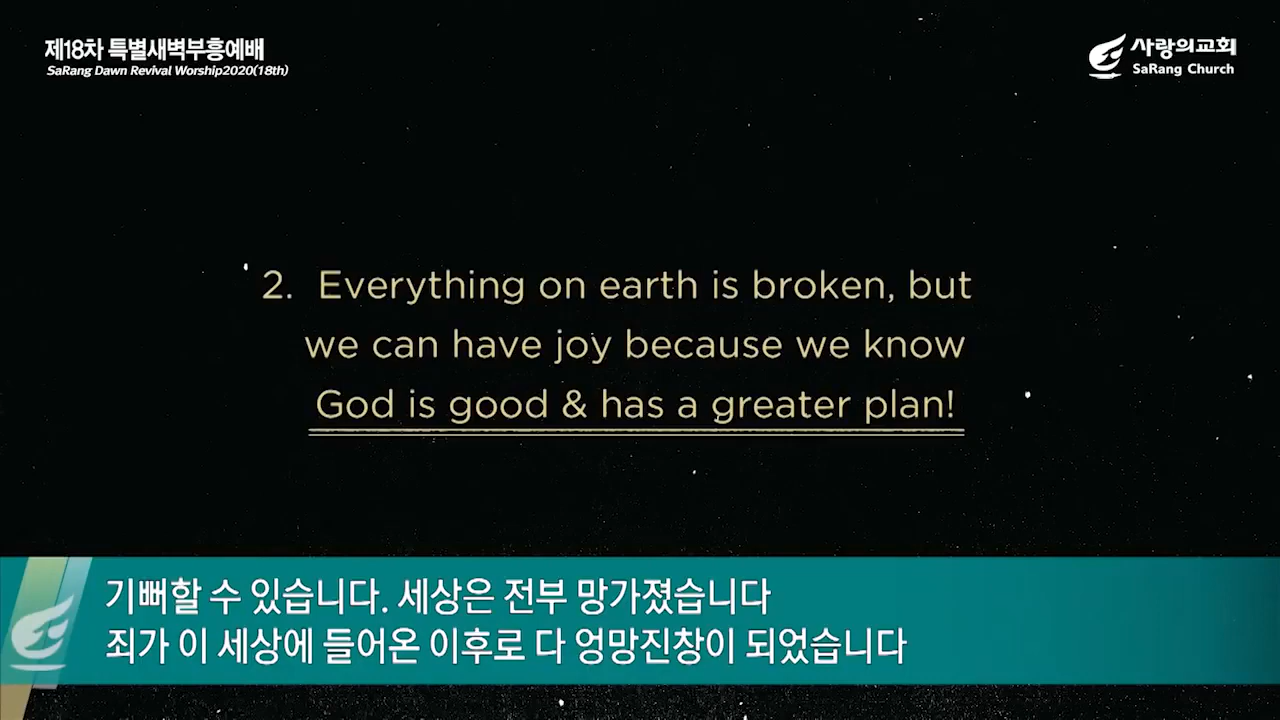 제18차 특별새벽부흥예배
SaRang Dawn Revival Worship2020(18th)
사랑의교회
SaRang Church
2. Everything on earth is broken, but
we can have joy because we know
God is good & has a greater plan!
기뻐할 수 있습니다. 세상은 전부 망가졌습니다
죄가 이 세상에 들어온 이후로 다 엉망진창이 되었습니다